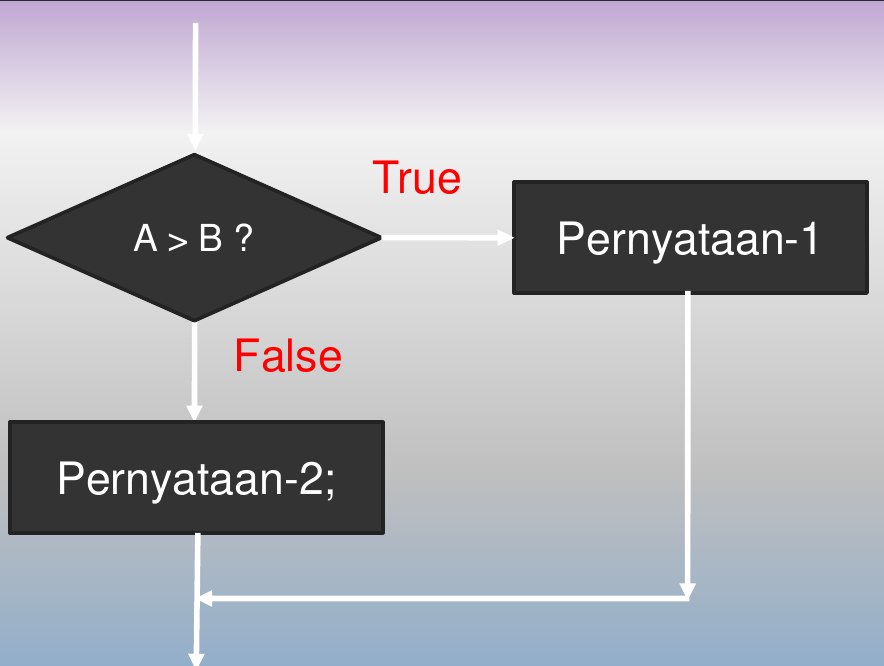 True
A > B ?
Pernyataan-1
False
Pernyataan-2;